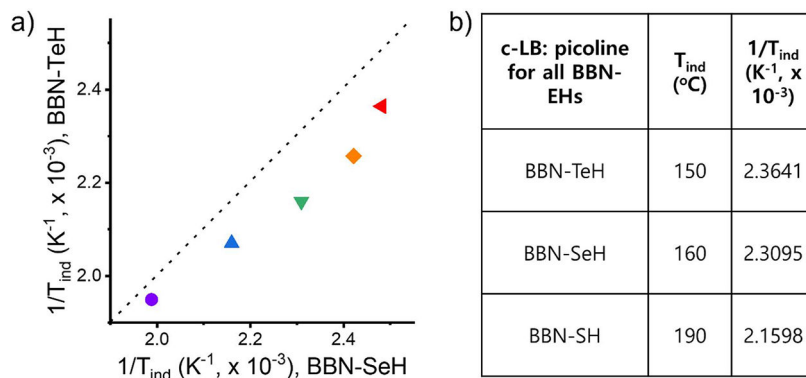 a)
1/T_ind (K⁻¹, x 10⁻³), BBN-TeH
2.4
2.2
2.0
2.0
2.2
2.4
1/T_ind (K⁻¹, x 10⁻³), BBN-SeH
b)
c-LB: picoline
for all BBN-
EHs
T_ind
(°C)
1/T_ind
(K⁻¹, x
10⁻³)
BBN-TeH
150
2.3641
BBN-SeH
160
2.3095
BBN-SH
190
2.1598